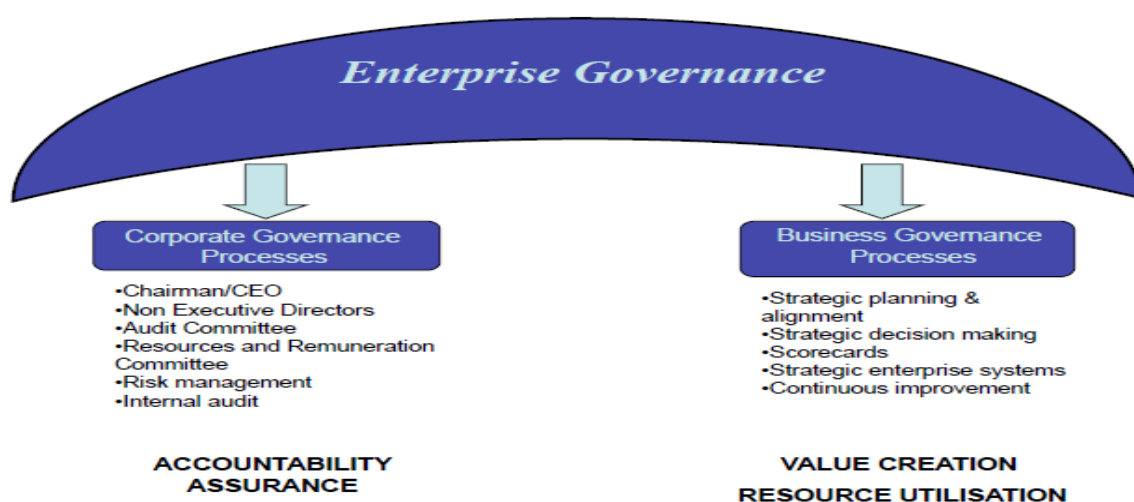 Enterprise Governance
Corporate Governance
Processes
•Chairman/CEO
•Non Executive Directors
•Audit Committee
•Resources and Remuneration
Committee
•Risk management
•Internal audit
ACCOUNTABILITY
ASSURANCE
Business Governance
Processes
•Strategic planning &
alignment
•Strategic decision making
•Scorecards
•Strategic enterprise systems
•Continuous improvement
VALUE CREATION
RESOURCE UTILISATION